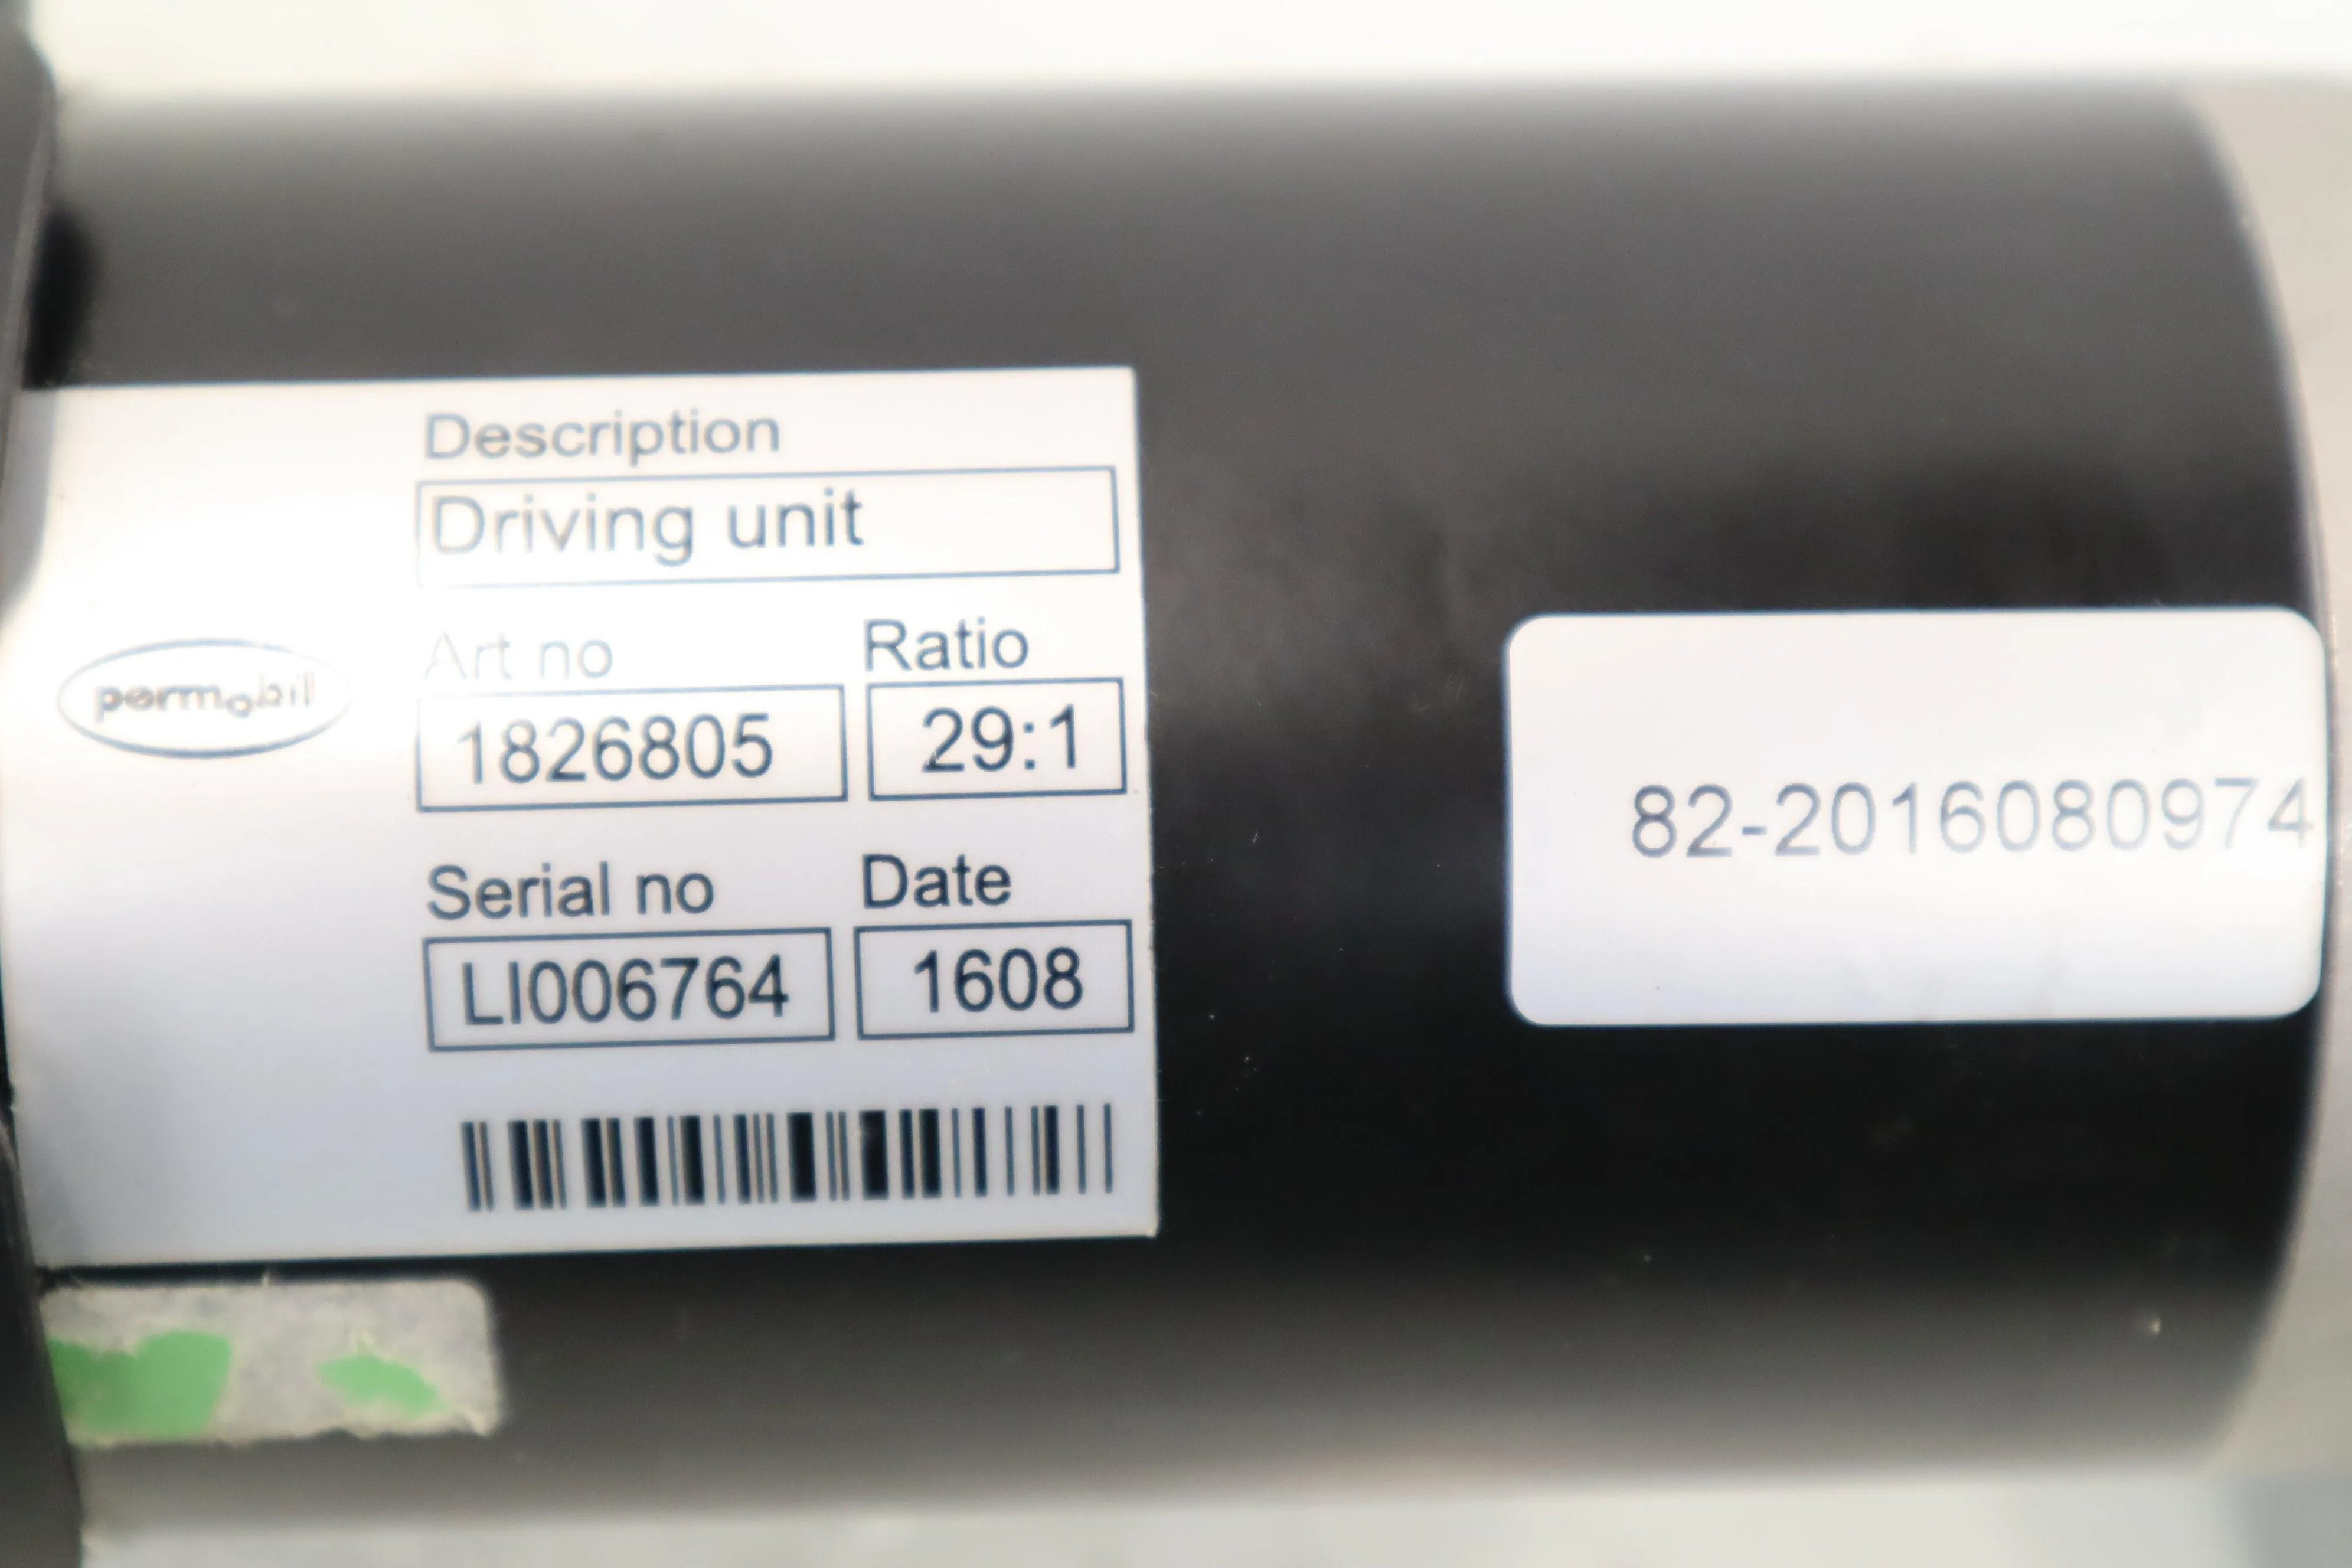 Description
Driving unit
permobil
Art no
Ratio
1826805
29:1
Serial no
Date
LI006764
1608
82-2016080974